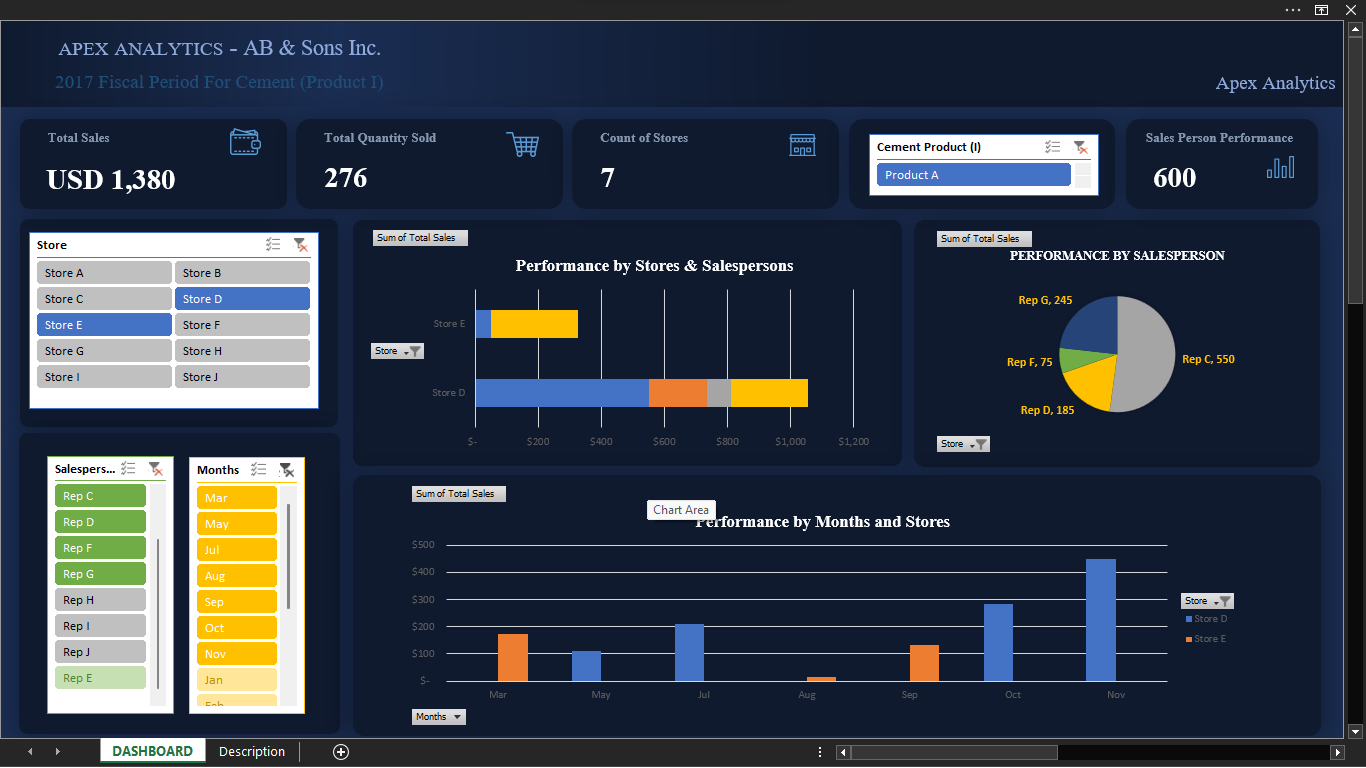 APEX ANALYTICS - AB & Sons Inc.
2017 Fiscal Period For Cement (Product I)
Apex Analytics
Total Sales
USD 1,380
Total Quantity Sold
276
Count of Stores
7
Cement Product (I)
Product A
Sales Person Performance
600
Store
Store A
Store B
Store C
Store D
Store E
Store F
Store G
Store H
Store I
Store J
Sum of Total Sales
Performance by Stores & Salespersons
Store E
Store
Store D
$- $200 $400 $600 $800 $1,000 $1,200
Sum of Total Sales
PERFORMANCE BY SALESPERSON
Rep G, 245
Rep F, 75
Rep C, 550
Rep D, 185
Store
Salespers...
Rep C
Rep D
Rep F
Rep G
Rep H
Rep I
Rep J
Rep E
Months
Mar
May
Jul
Aug
Sep
Oct
Nov
Jan
Feb
Sum of Total Sales
Chart Area
Performance by Months and Stores
$500
$400
$300
$200
$100
$-
Mar May Jul Aug Sep Oct Nov
Store
Store D
Store E
Months
DASHBOARD
Description